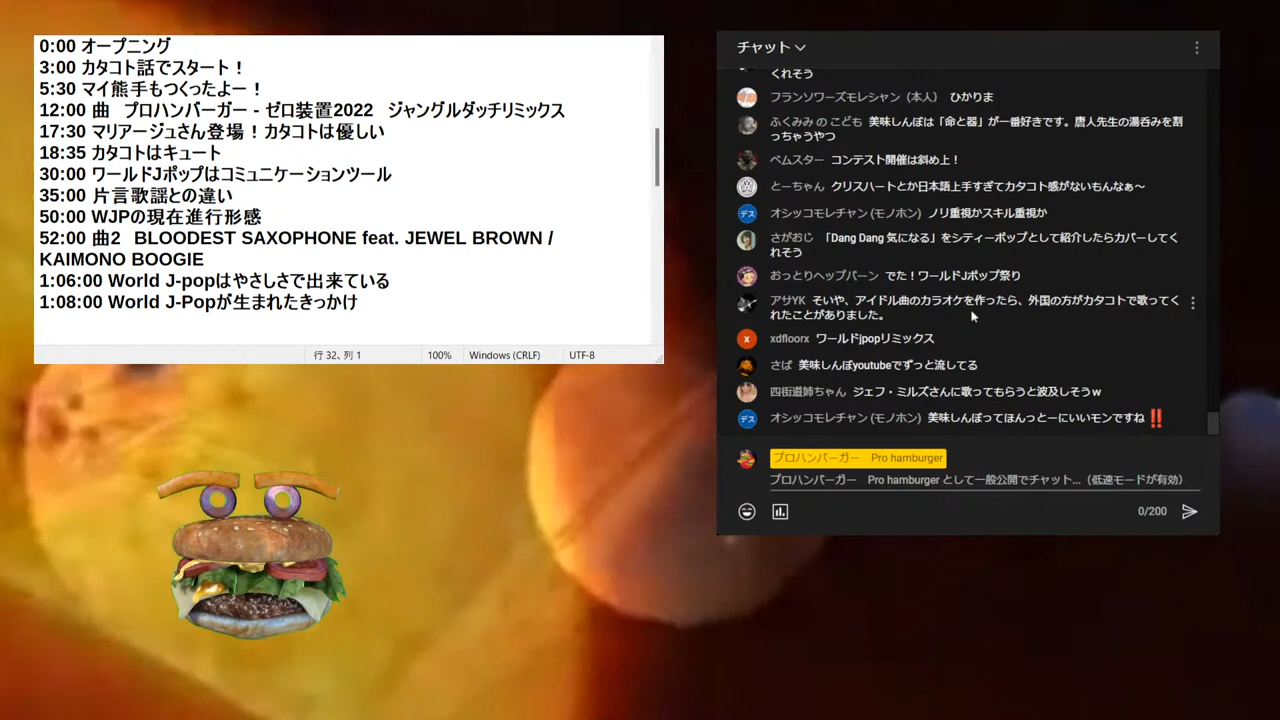 0:00 オープニング
3:00 カタコト話でスタート！
5:30 マイ熊手もつくったよー！
12:00 曲　プロハンバーガー - ゼロ装置2022　ジャングルダッチリミックス
17:30 マリアージュさん登場！カタコトは優しい
18:35 カタコトはキュート
30:00 ワールドJポップはコミュニケーションツール
35:00 片言歌謡との違い
50:00 WJPの現在進行形感
52:00 曲2　BLOODEST SAXOPHONE feat. JEWEL BROWN /
KAIMONO BOOGIE
1:06:00 World J-popはやさしさで出来ている
1:08:00 World J-Popが生まれたきっかけ
行 32、列 1　100%　Windows (CRLF)　UTF-8
チャット
くれそう
フランソワーズモレシャン（本人）　ひかりま
ふくみみ の こども　美味しんぼは「命と器」が一番好きです。唐人先生の湯呑みを割
っちゃうやつ
ベムスター　コンテスト開催は斜め上！
とーちゃん　クリスハートとか日本語上手すぎてカタコト感がないもんなぁ〜
デス　オシッコモレチャン (モノホン)　ノリ重視かスキル重視か
さがおじ　「Dang Dang 気になる」をシティーポップとして紹介したらカバーしてく
れそう
おっとりヘップバーン　でた！ワールドJポップ祭り
アサYK　そいや、アイドル曲のカラオケを作ったら、外国の方がカタコトで歌ってく
れたことがありました。
x　xdfloorx　ワールドjpopリミックス
さば　美味しんぼyoutubeでずっと流してる
四街道姉ちゃん　ジェフ・ミルズさんに歌ってもらうと波及しそうｗ
デス　オシッコモレチャン (モノホン)　美味しんぼってほんっとーにいいモンですね‼
プロハンバーガー　Pro hamburger
プロハンバーガー　Pro hamburger として一般公開でチャット...（低速モードが有効）
0/200